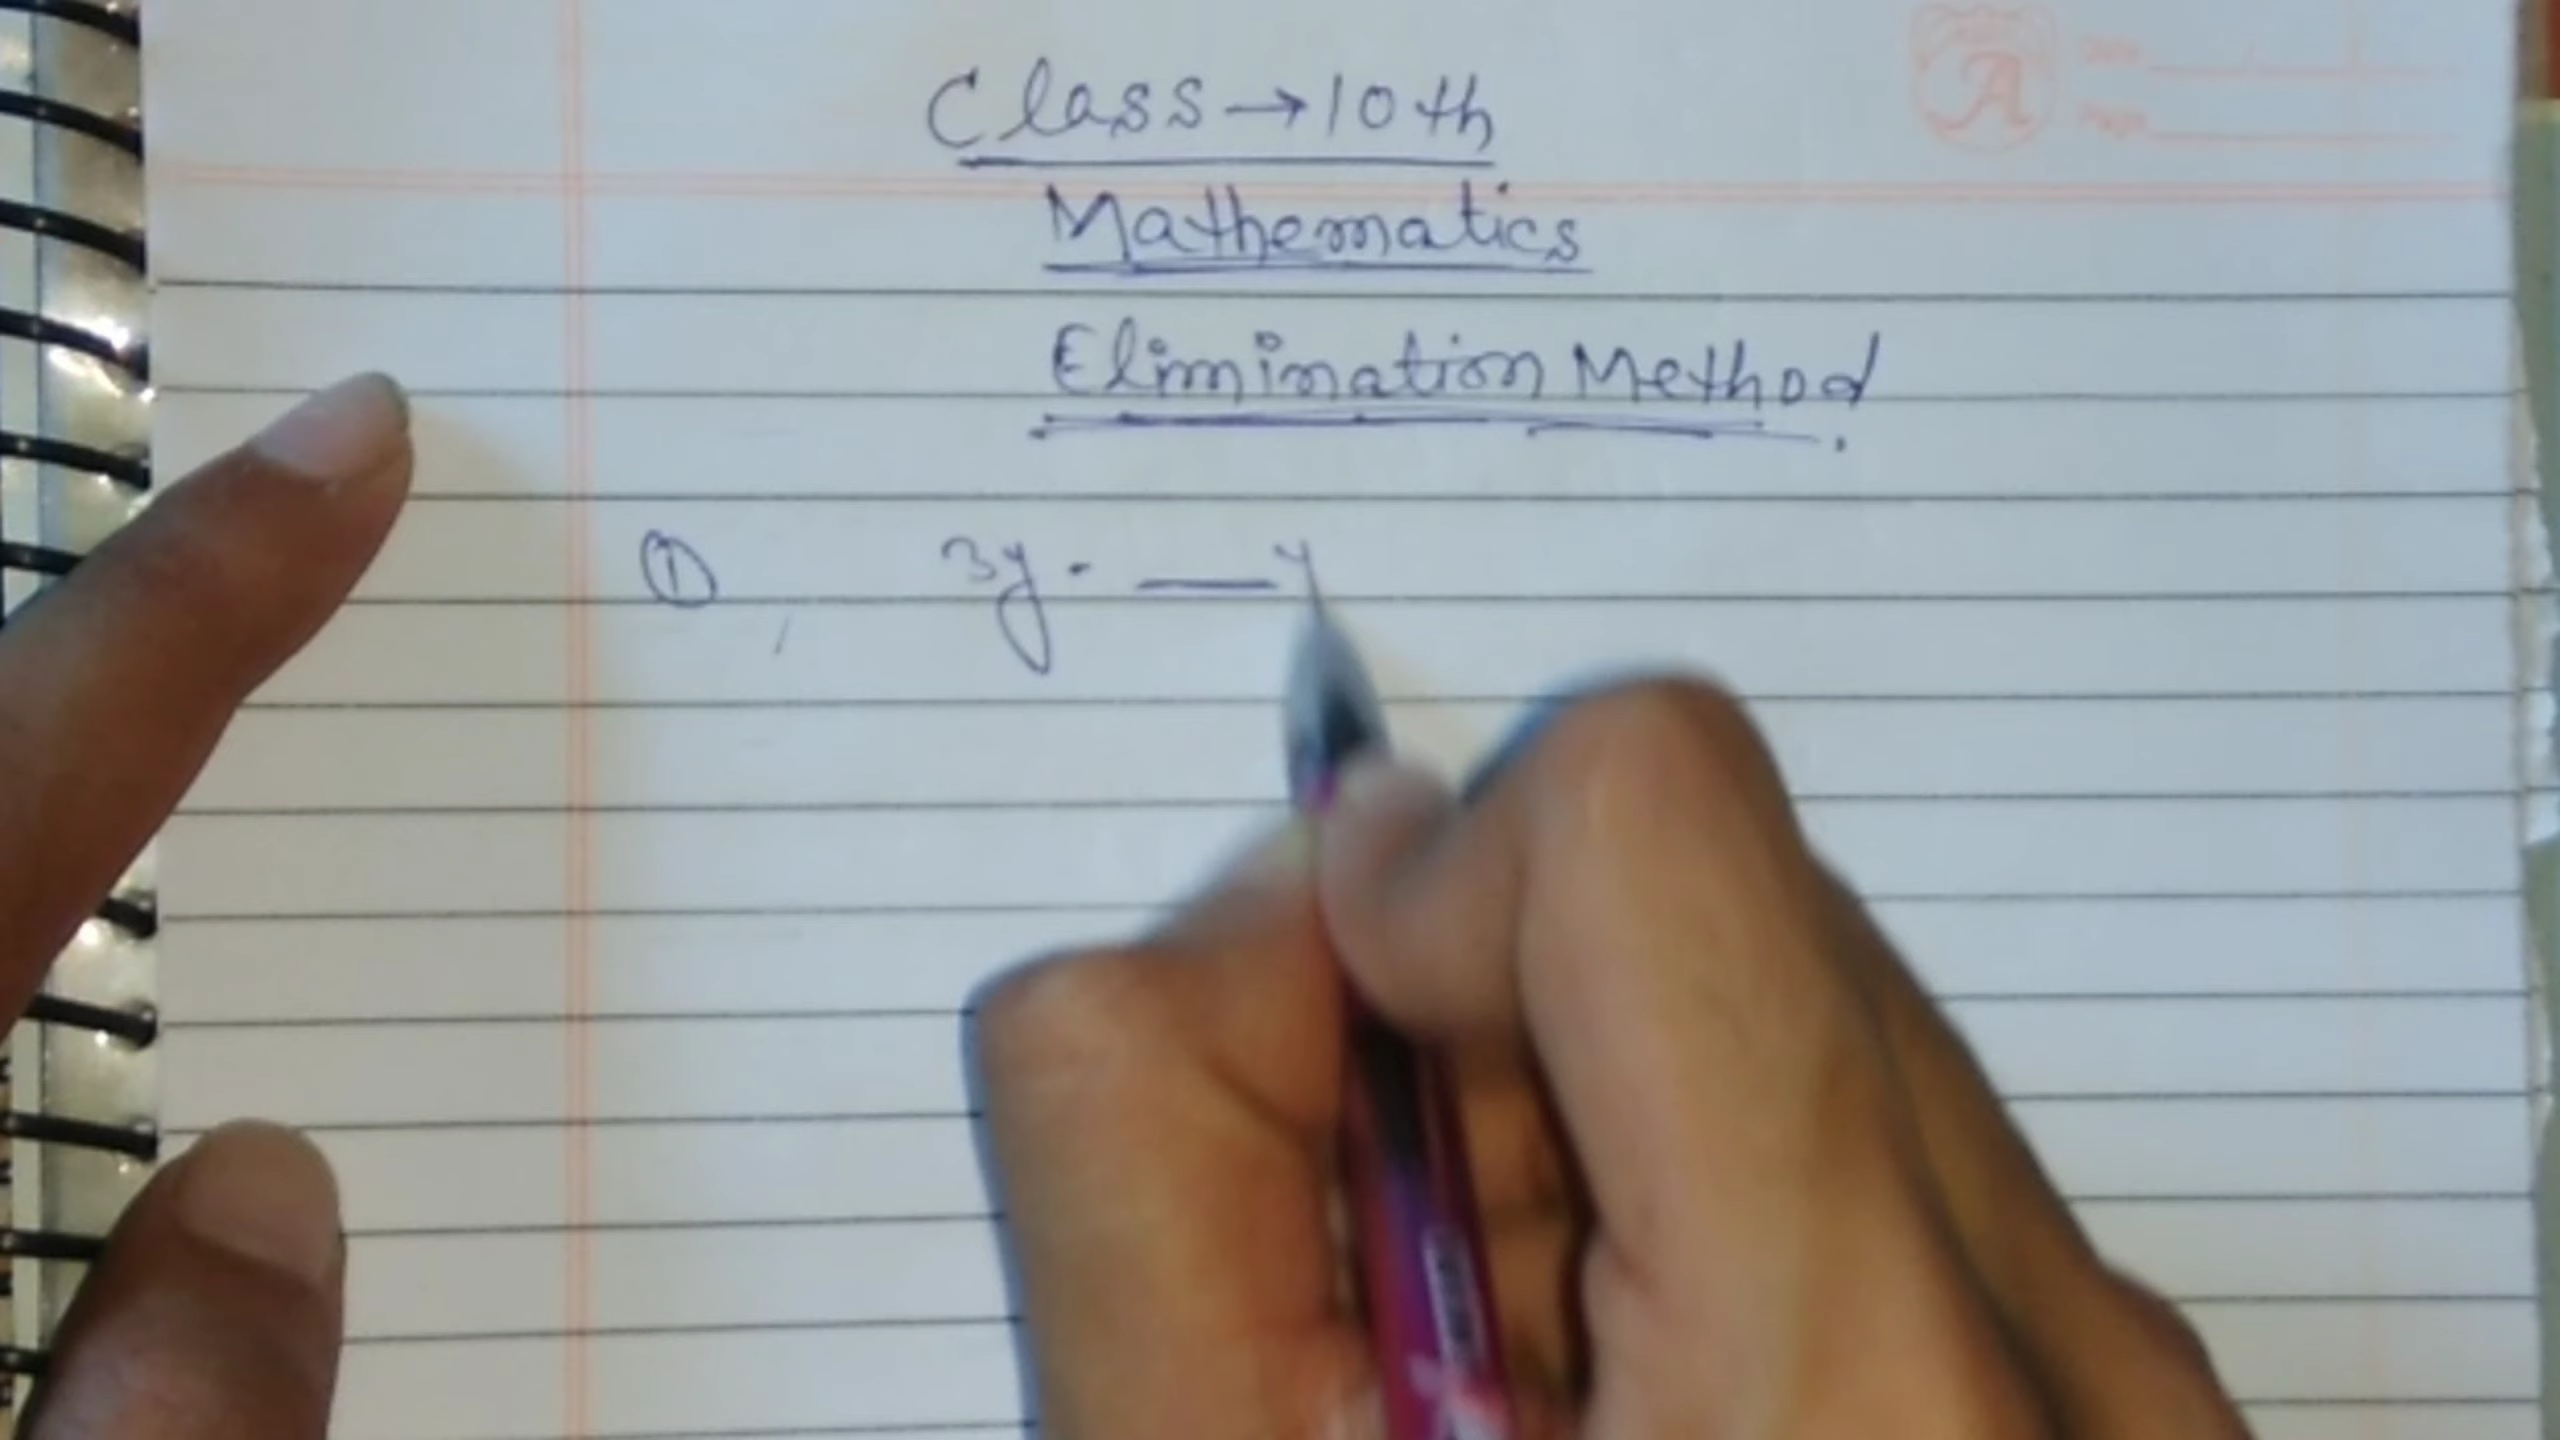 Class → 10th
Mathematics
Elimination Method
① , 3y · — y